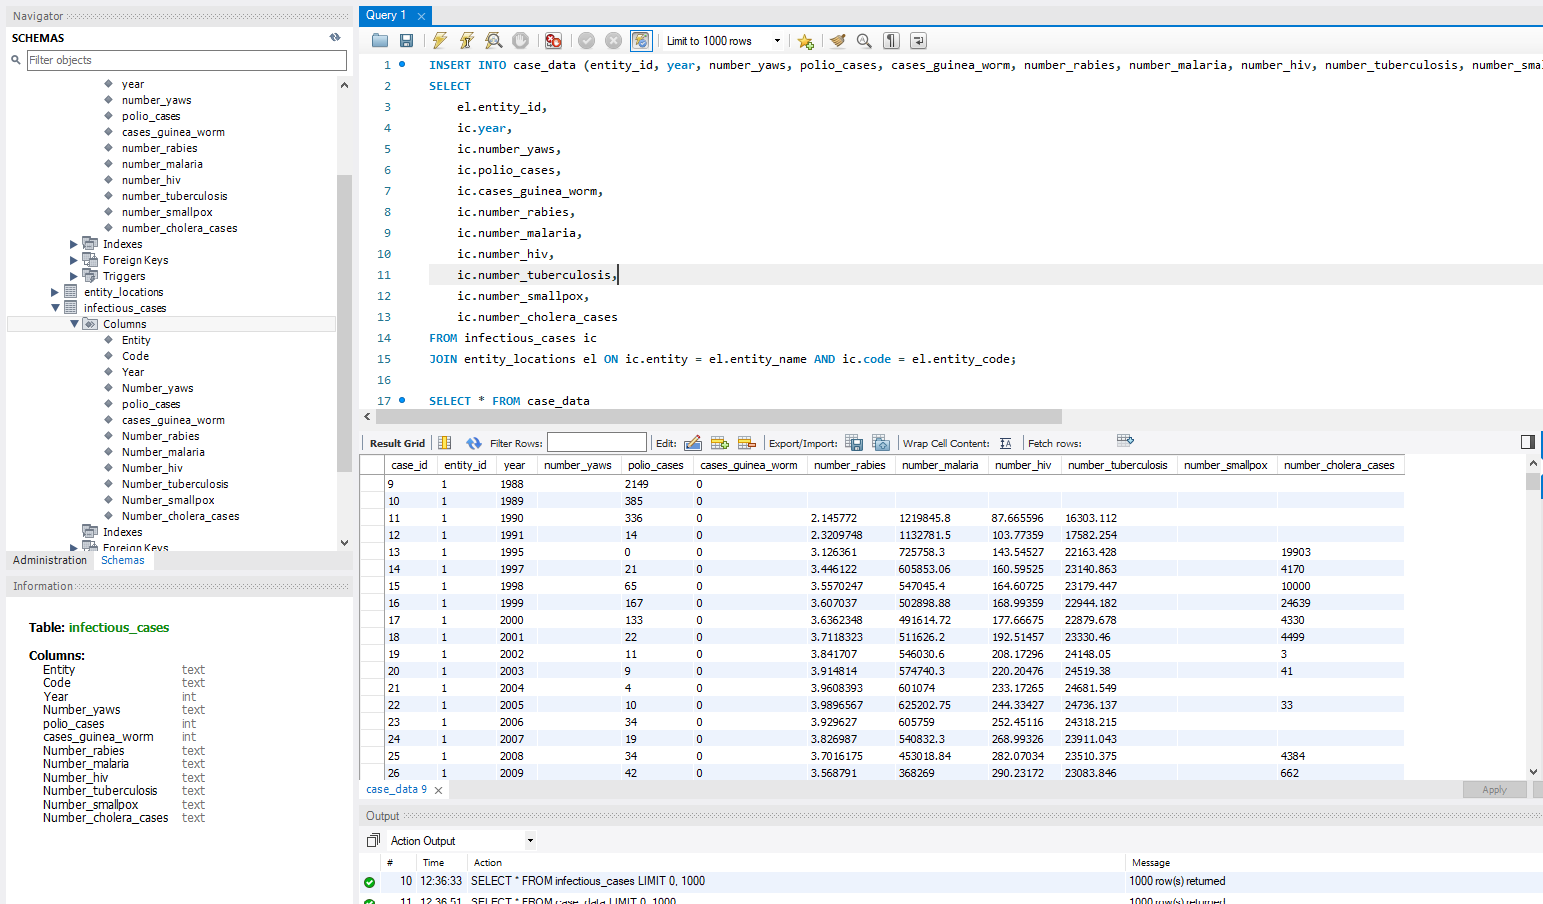 Navigator
SCHEMAS
Filter objects
year
number_yaws
polio_cases
cases_guinea_worm
number_rabies
number_malaria
number_hiv
number_tuberculosis
number_smallpox
number_cholera_cases
Indexes
Foreign Keys
Triggers
entity_locations
infectious_cases
Columns
Entity
Code
Year
Number_yaws
polio_cases
cases_guinea_worm
Number_rabies
Number_malaria
Number_hiv
Number_tuberculosis
Number_smallpox
Number_cholera_cases
Indexes
Foreign Keys
Administration Schemas
Information
Table: infectious_cases
Columns:
Entity text
Code text
Year int
Number_yaws text
polio_cases int
cases_guinea_worm int
Number_rabies text
Number_malaria text
Number_hiv text
Number_tuberculosis text
Number_smallpox text
Number_cholera_cases text
Query 1
Limit to 1000 rows
1 INSERT INTO case_data (entity_id, year, number_yaws, polio_cases, cases_guinea_worm, number_rabies, number_malaria, number_hiv, number_tuberculosis, number_smal
2 SELECT
3 el.entity_id,
4 ic.year,
5 ic.number_yaws,
6 ic.polio_cases,
7 ic.cases_guinea_worm,
8 ic.number_rabies,
9 ic.number_malaria,
10 ic.number_hiv,
11 ic.number_tuberculosis,
12 ic.number_smallpox,
13 ic.number_cholera_cases
14 FROM infectious_cases ic
15 JOIN entity_locations el ON ic.entity = el.entity_name AND ic.code = el.entity_code;
16
17 SELECT * FROM case_data
Result Grid Filter Rows: Edit: Export/Import: Wrap Cell Content: Fetch rows:
case_id entity_id year number_yaws polio_cases cases_guinea_worm number_rabies number_malaria number_hiv number_tuberculosis number_smallpox number_cholera_cases
9 1 1988 2149 0
10 1 1989 385 0
11 1 1990 336 0 2.145772 1219845.8 87.665596 16303.112
12 1 1991 14 0 2.3209748 1132781.5 103.77359 17582.254
13 1 1995 0 0 3.126361 725758.3 143.54527 22163.428 19903
14 1 1997 21 0 3.446122 605853.06 160.59525 23140.863 4170
15 1 1998 65 0 3.5570247 547045.4 164.60725 23179.447 10000
16 1 1999 167 0 3.607037 502898.88 168.99359 22944.182 24639
17 1 2000 133 0 3.6362348 491614.72 177.66675 22879.678 4330
18 1 2001 22 0 3.7118323 511626.2 192.51457 23330.46 4499
19 1 2002 11 0 3.841707 546030.6 208.17296 24148.05 3
20 1 2003 9 0 3.914814 574740.3 220.20476 24519.38 41
21 1 2004 4 0 3.9608393 601074 233.17265 24681.549
22 1 2005 10 0 3.9896567 625202.75 244.33427 24736.137 33
23 1 2006 34 0 3.929627 605759 252.45116 24318.215
24 1 2007 19 0 3.826987 540832.3 268.99326 23911.043
25 1 2008 34 0 3.7016175 453018.84 282.07034 23510.375 4384
26 1 2009 42 0 3.568791 368269 290.23172 23083.846 662
case_data 9
Apply
Output
Action Output
# Time Action Message
10 12:36:33 SELECT * FROM infectious_cases LIMIT 0, 1000 1000 row(s) returned
11 12:36:51 SELECT * FROM case_data LIMIT 0, 1000 1000 row(s) returned